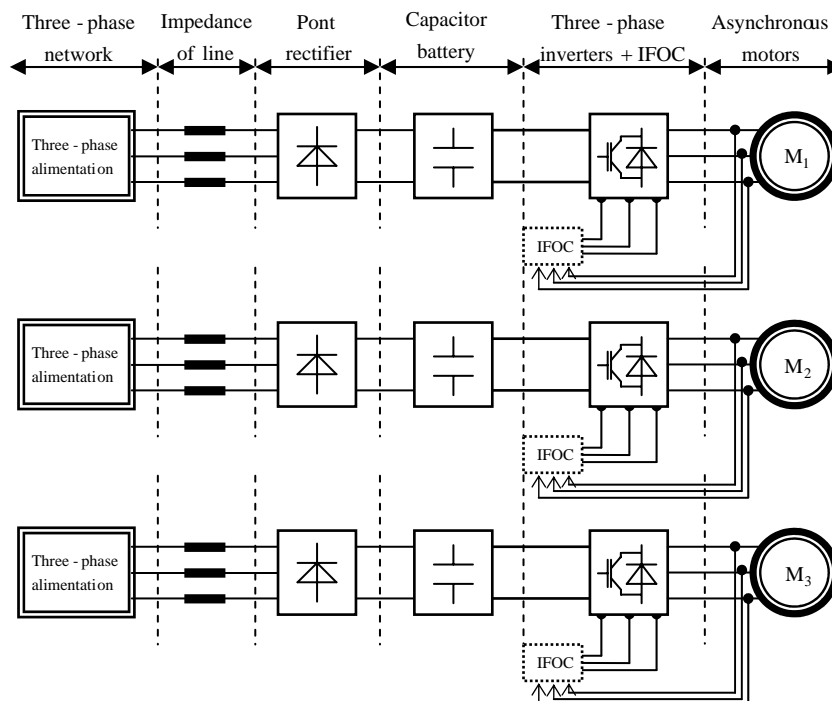 Three - phase
network
Impedance
of line
Pont
rectifier
Capacitor
battery
Three - phase
inverters + IFOC
Asynchronous
motors
Three - phase
alimentation
M1
IFOC
Three - phase
alimentation
M2
IFOC
Three - phase
alimentation
M3
IFOC